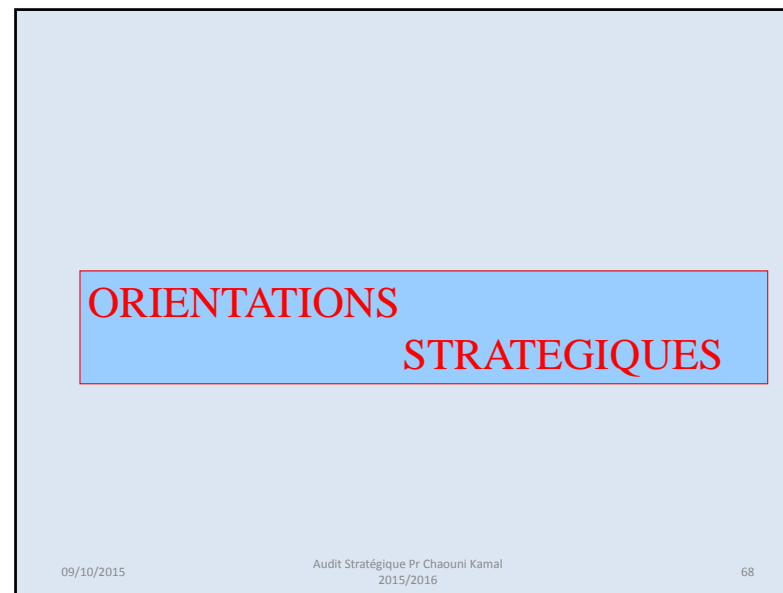 ORIENTATIONS
STRATEGIQUES
09/10/2015
Audit Stratégique Pr Chaouni Kamal
2015/2016
68